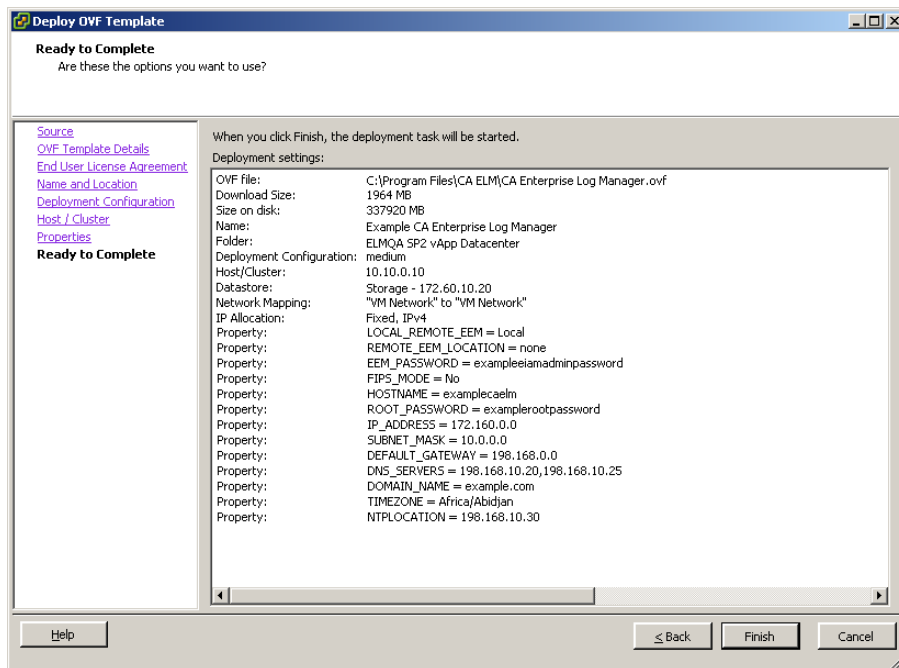 Deploy OVF Template
Ready to Complete
Are these the options you want to use?
Source
OVF Template Details
End User License Agreement
Name and Location
Deployment Configuration
Host / Cluster
Properties
Ready to Complete
When you click Finish, the deployment task will be started.
Deployment settings:
OVF file: C:\Program Files\CA ELM\CA Enterprise Log Manager.ovf
Download Size: 1964 MB
Size on disk: 337920 MB
Name: Example CA Enterprise Log Manager
Folder: ELMQA SP2 vApp Datacenter
Deployment Configuration: medium
Host/Cluster: 10.10.0.10
Datastore: Storage - 172.60.10.20
Network Mapping: "VM Network" to "VM Network"
IP Allocation: Fixed, IPv4
Property: LOCAL_REMOTE_EEM = Local
Property: REMOTE_EEM_LOCATION = none
Property: EEM_PASSWORD = exampleeiamadminpassword
Property: FIPS_MODE = No
Property: HOSTNAME = examplecaelm
Property: ROOT_PASSWORD = examplerootpassword
Property: IP_ADDRESS = 172.160.0.0
Property: SUBNET_MASK = 10.0.0.0
Property: DEFAULT_GATEWAY = 198.168.0.0
Property: DNS_SERVERS = 198.168.10.20,198.168.10.25
Property: DOMAIN_NAME = example.com
Property: TIMEZONE = Africa/Abidjan
Property: NTPLOCATION = 198.168.10.30
Help
< Back
Finish
Cancel